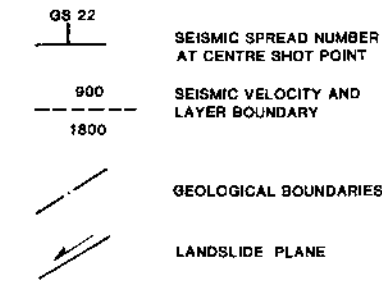 GS 22
SEISMIC SPREAD NUMBER
AT CENTRE SHOT POINT
900
SEISMIC VELOCITY AND
LAYER BOUNDARY
1800
GEOLOGICAL BOUNDARIES
LANDSLIDE PLANE